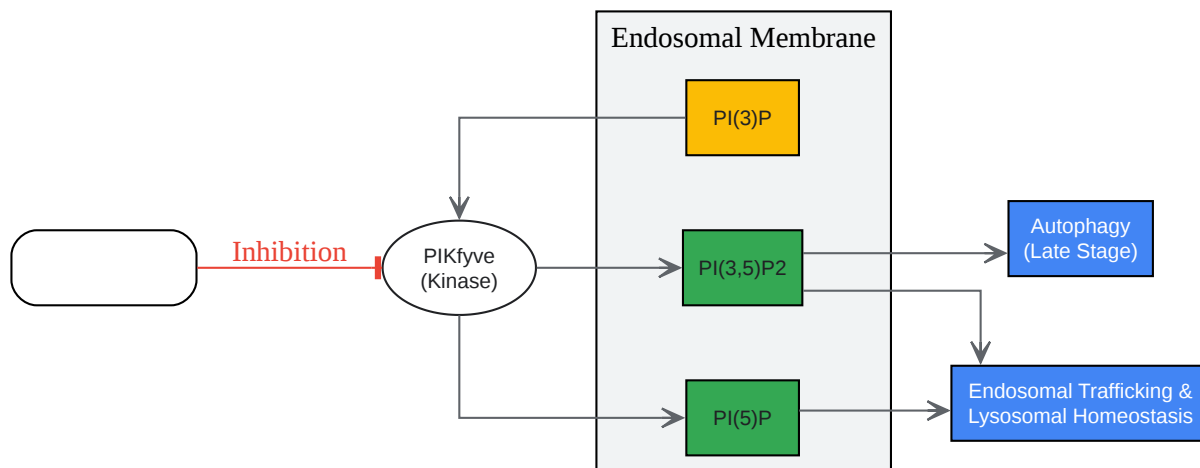 Endosomal Membrane
PI(3)P
Inhibition
PIKfyve
(Kinase)
PI(3,5)P2
Autophagy
(Late Stage)
PI(5)P
Endosomal Trafficking &
Lysosomal Homeostasis